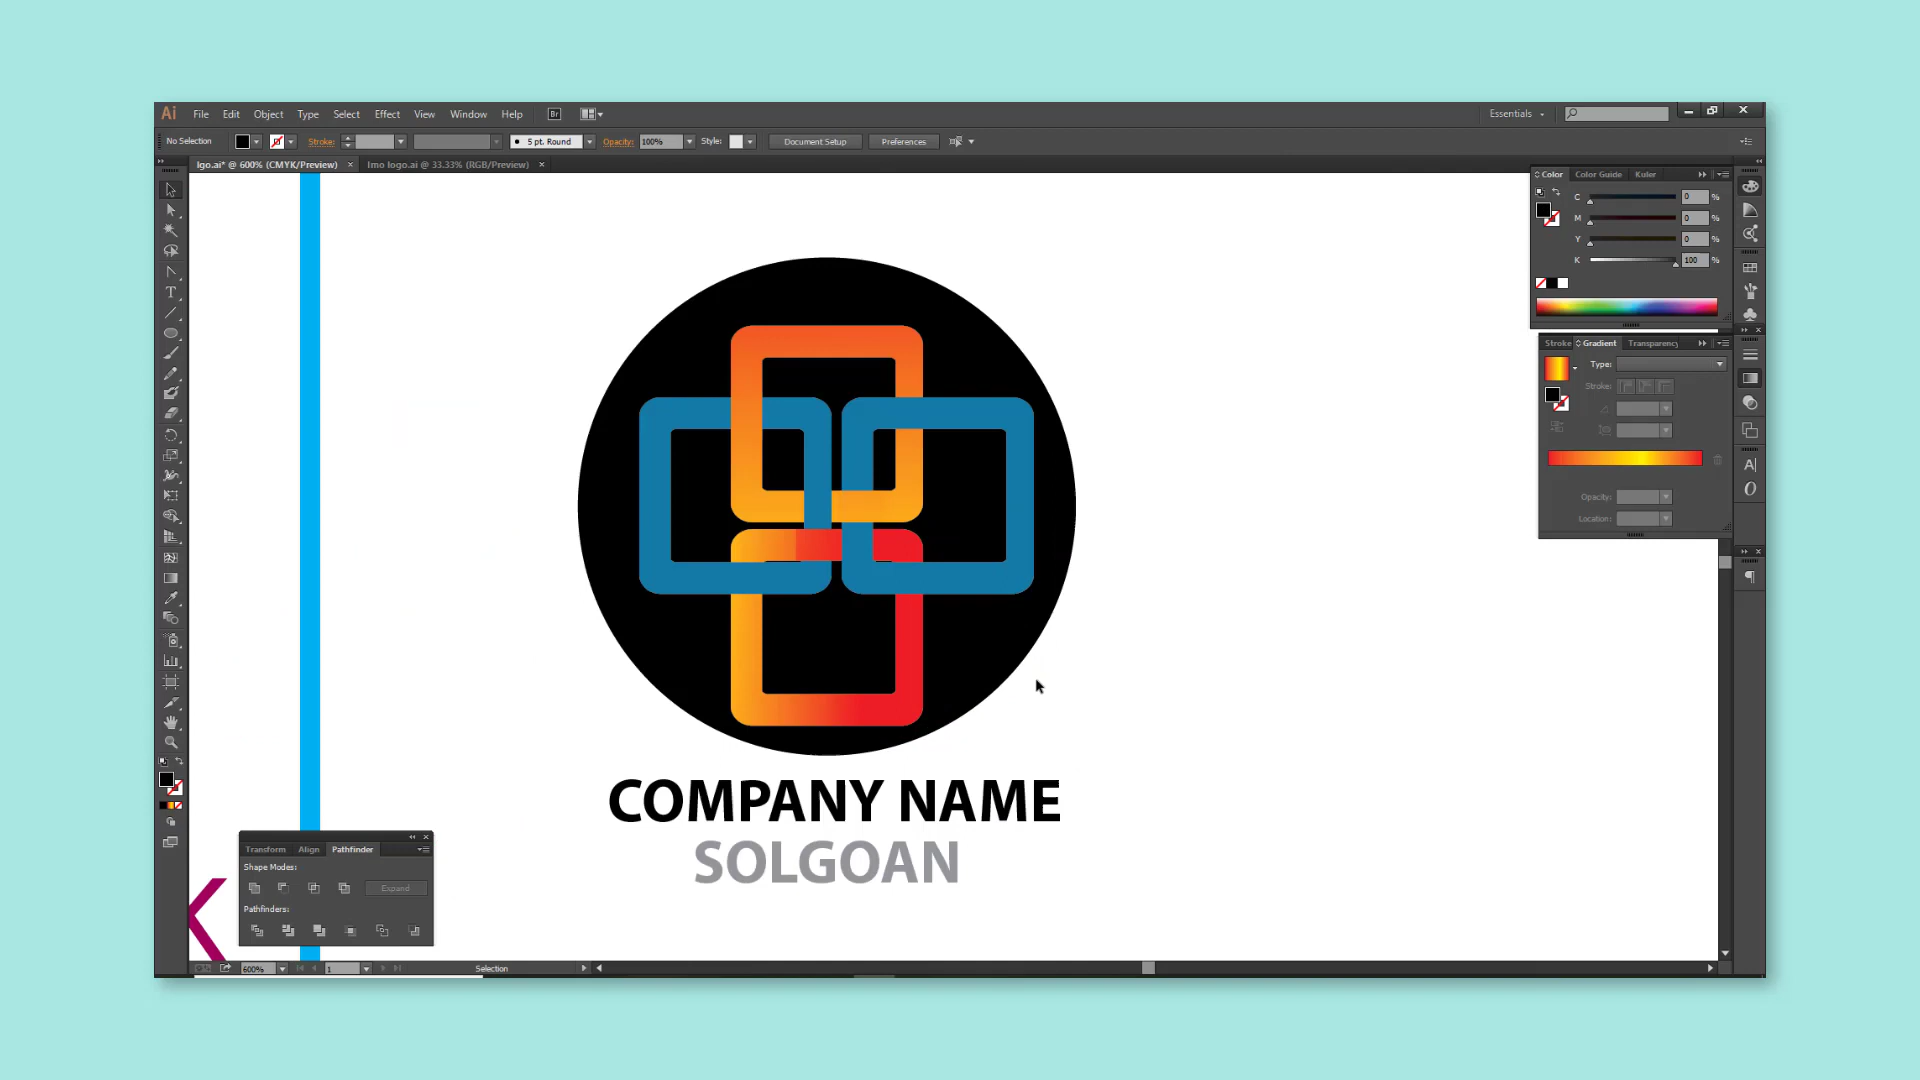 Ai File Edit Object Type Select Effect View Window Help Br Essentials
No Selection Stroke: 5 pt. Round Opacity: 100% Style: Document Setup Preferences
lgo.ai* @ 600% (CMYK/Preview) × Imo logo.ai @ 33.33% (RGB/Preview) ×
Color Color Guide Kuler
C 0 %
M 0 %
Y 0 %
K 100 %
Stroke Gradient Transparency
Type:
Stroke:
Opacity:
Location:
COMPANY NAME
SOLGOAN
Transform Align Pathfinder
Shape Modes:
Expand
Pathfinders:
600% 1 Selection